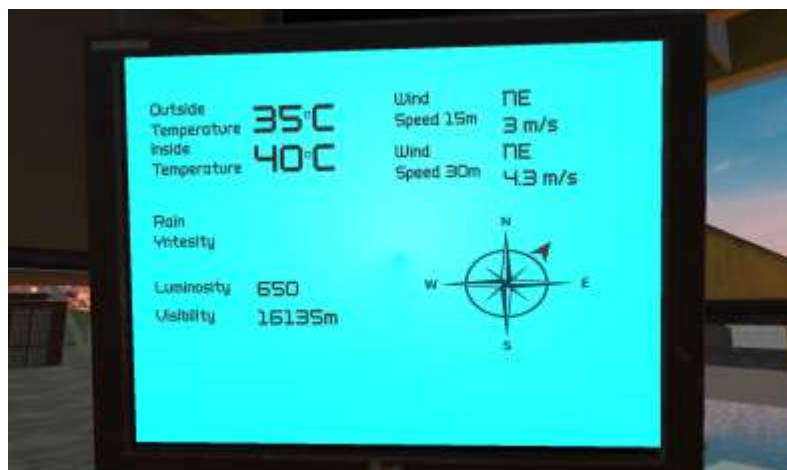 Outside
Temperature 35°C
Inside
Temperature 40°C
Wind NE
Speed 15m 3 m/s
Wind NE
Speed 30m 4.3 m/s
Rain
Yntesity
Luminosity 650
Visibility 16135m
N
W E
S